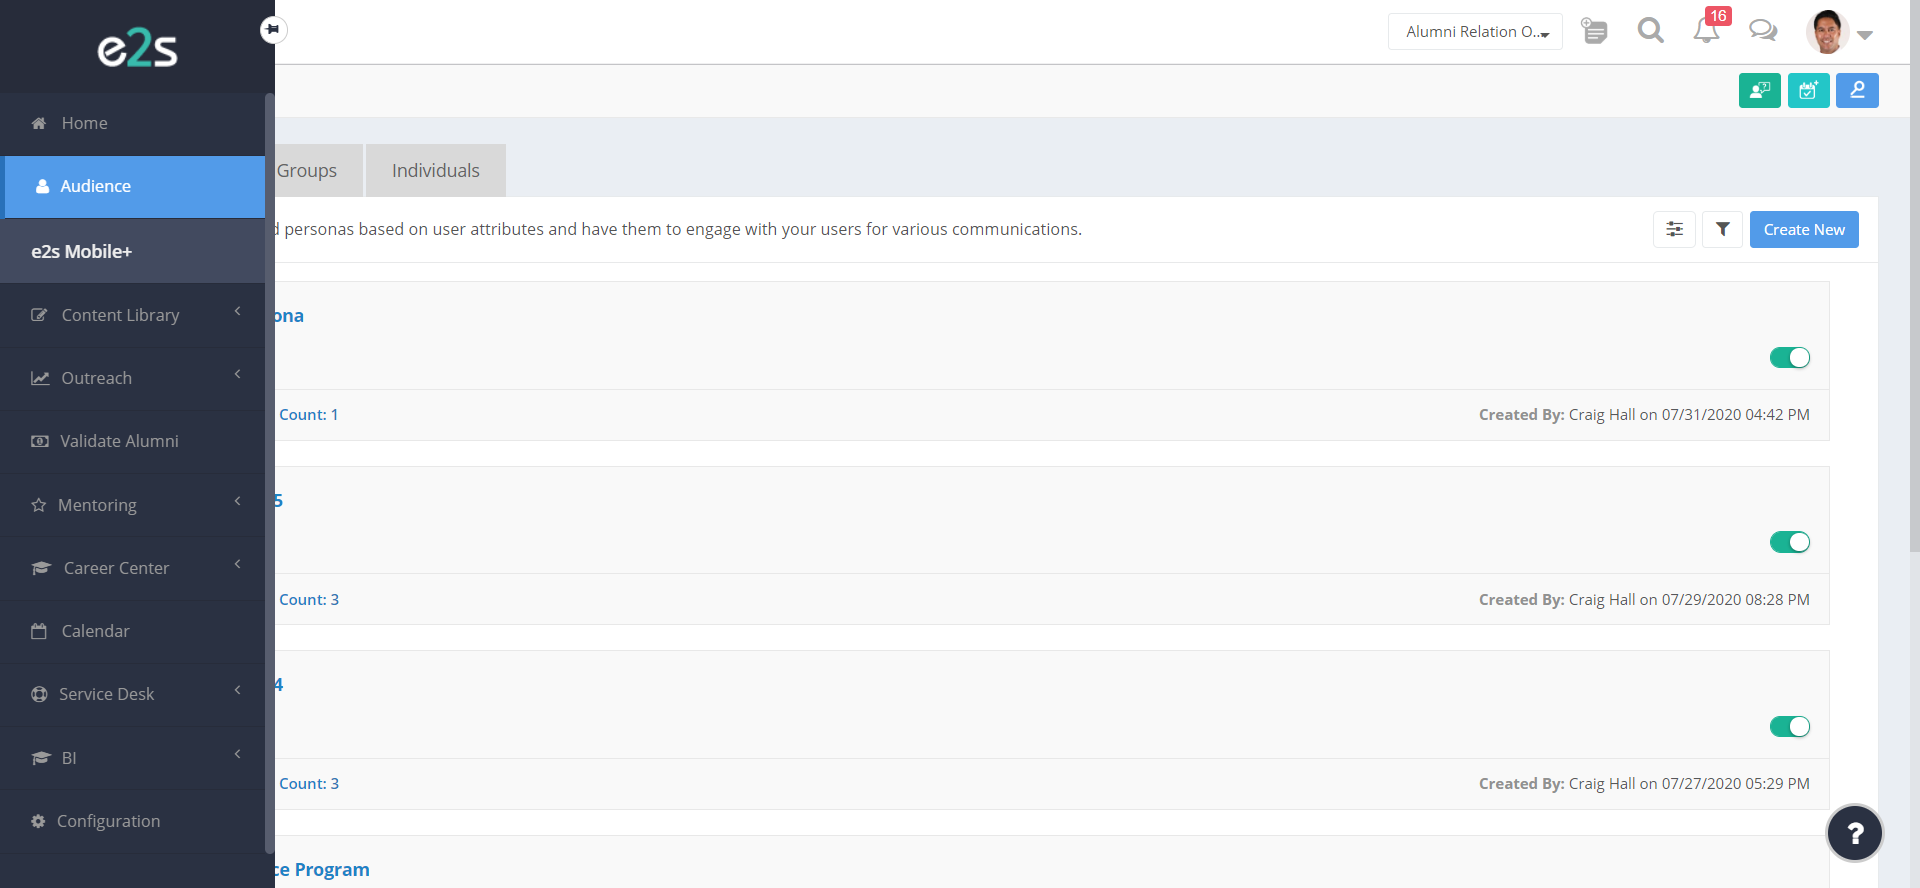 e2s
Alumni Relation O...
16
Home
Audience
e2s Mobile+
Content Library
Outreach
Validate Alumni
Mentoring
Career Center
Calendar
Service Desk
BI
Configuration
Groups
Individuals
personas based on user attributes and have them to engage with your users for various communications.
Create New
Count: 1
Created By: Craig Hall on 07/31/2020 04:42 PM
5
Count: 3
Created By: Craig Hall on 07/29/2020 08:28 PM
4
Count: 3
Created By: Craig Hall on 07/27/2020 05:29 PM
Program
?